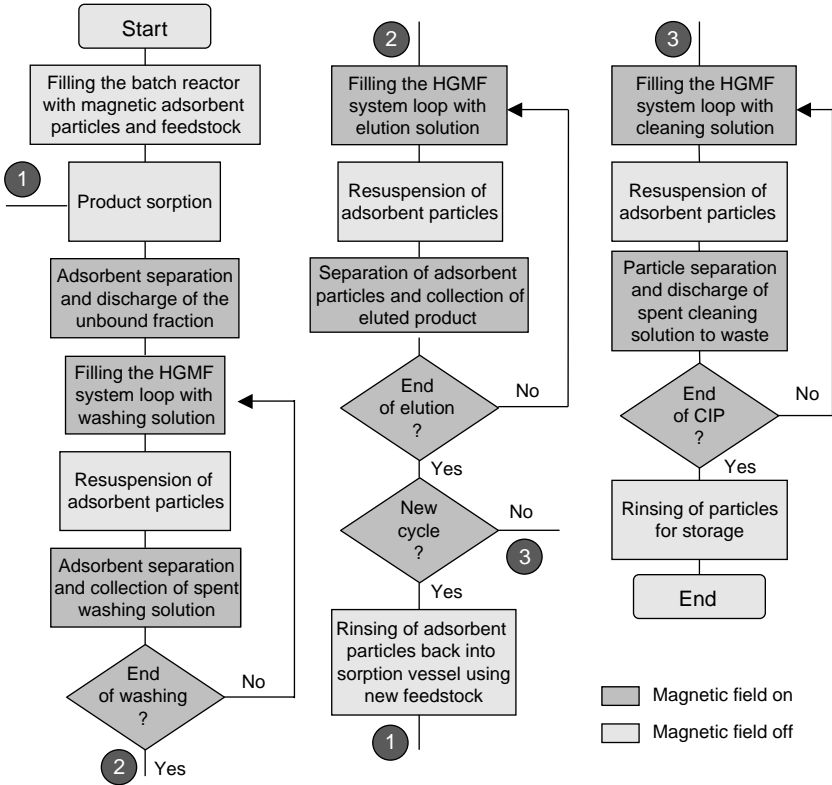 Start
Filling the batch reactor
with magnetic adsorbent
particles and feedstock
1
Product sorption
Adsorbent separation
and discharge of the
unbound fraction
Filling the HGMF
system loop with
washing solution
Resuspension of
adsorbent particles
Adsorbent separation
and collection of spent
washing solution
End
of washing
?
No
2
Yes
2
Filling the HGMF
system loop with
elution solution
Resuspension of
adsorbent particles
Separation of adsorbent
particles and collection of
eluted product
End
of elution
?
No
Yes
New
cycle
?
No
3
Yes
Rinsing of adsorbent
particles back into
sorption vessel using
new feedstock
1
3
Filling the HGMF
system loop with
cleaning solution
Resuspension of
adsorbent particles
Particle separation
and discharge of
spent cleaning
solution to waste
End
of CIP
?
No
Yes
Rinsing of particles
for storage
End
Magnetic field on
Magnetic field off